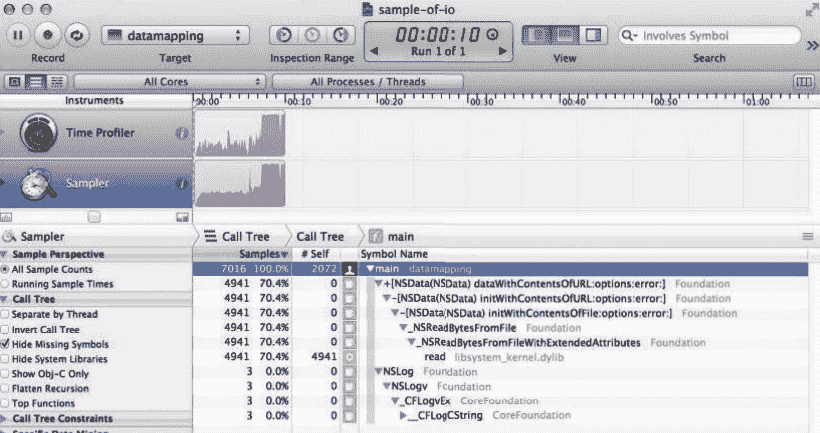 sample-of-io
datamapping
00:00:10
Run 1 of 1
Involves Symbol
Record
Target
Inspection Range
View
Search
All Cores
All Processes / Threads
Instruments
00:00
00:10
00:20
00:30
00:40
00:50
01:00
Time Profiler
Sampler
Sampler
Call Tree
Call Tree
main
Sample Perspective
Samples
# Self
Symbol Name
All Sample Counts
7016 100.0% 2072 main datamapping
Running Sample Times
4941 70.4% 0 +[NSData(NSData) dataWithContentsOfURL:options:error:] Foundation
Call Tree
4941 70.4% 0 -[NSData(NSData) initWithContentsOfURL:options:error:] Foundation
Separate by Thread
4941 70.4% 0 -[NSData(NSData) initWithContentsOfFile:options:error:] Foundation
Invert Call Tree
4941 70.4% 0 _NSReadBytesFromFile Foundation
Hide Missing Symbols
4941 70.4% 0 _NSReadBytesFromFileWithExtendedAttributes Foundation
Hide System Libraries
4941 70.4% 4941 read libsystem_kernel.dylib
Show Obj-C Only
3 0.0% 0 NSLog Foundation
Flatten Recursion
3 0.0% 0 NSLogv Foundation
Top Functions
3 0.0% 0 _CFLogvEx CoreFoundation
Call Tree Constraints
3 0.0% 0 __CFLogCString CoreFoundation